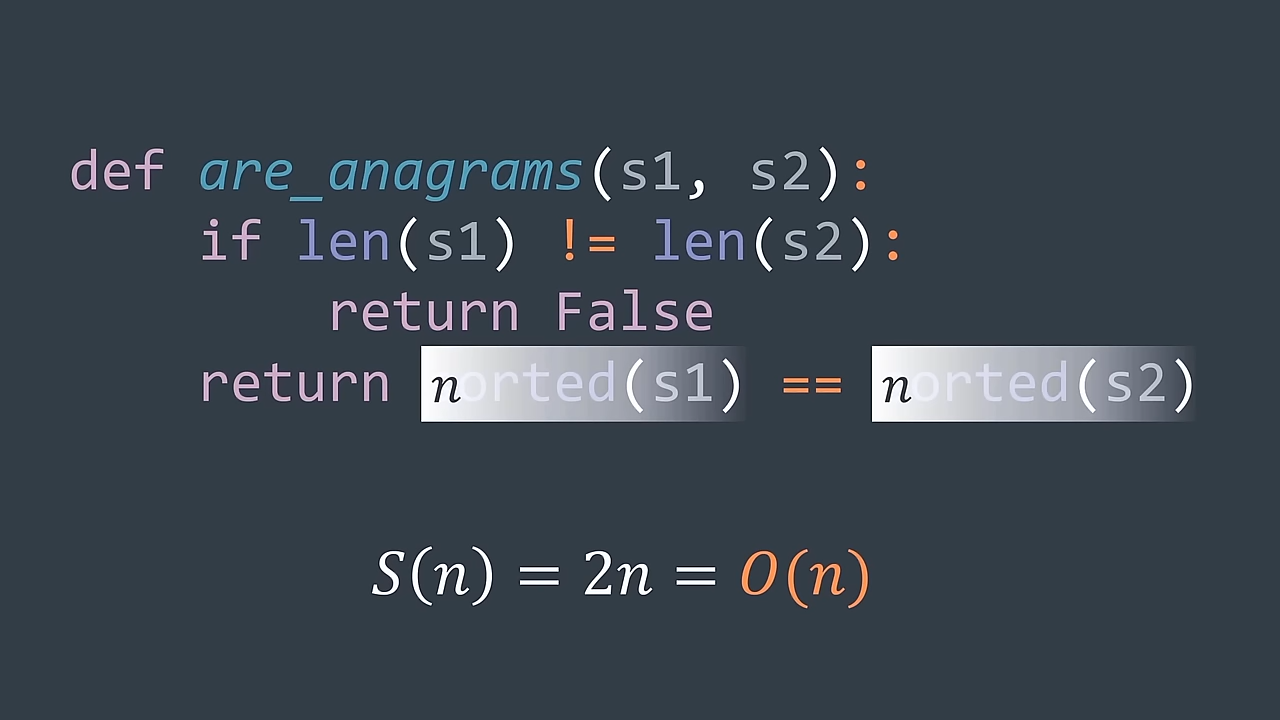 def are_anagrams(s1, s2):
if len(s1) != len(s2):
return False
return norted(s1) == norted(s2)
S(n) = 2n = O(n)